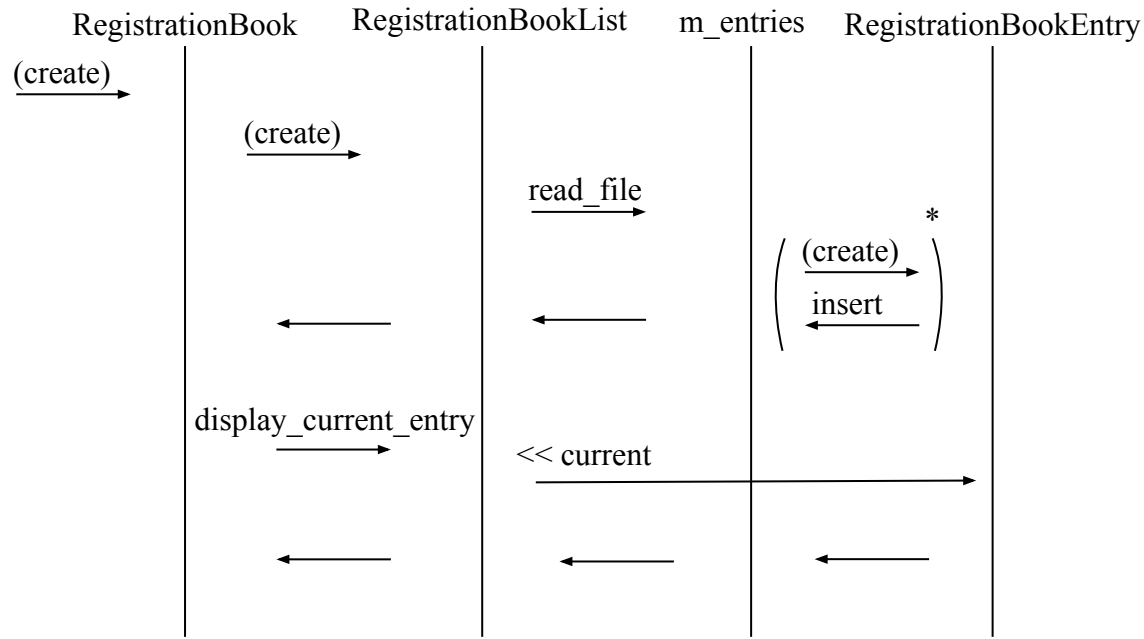 RegistrationBook RegistrationBookList m_entries RegistrationBookEntry
(create)
(create)
read_file
*
(create)
insert
display_current_entry
<< current